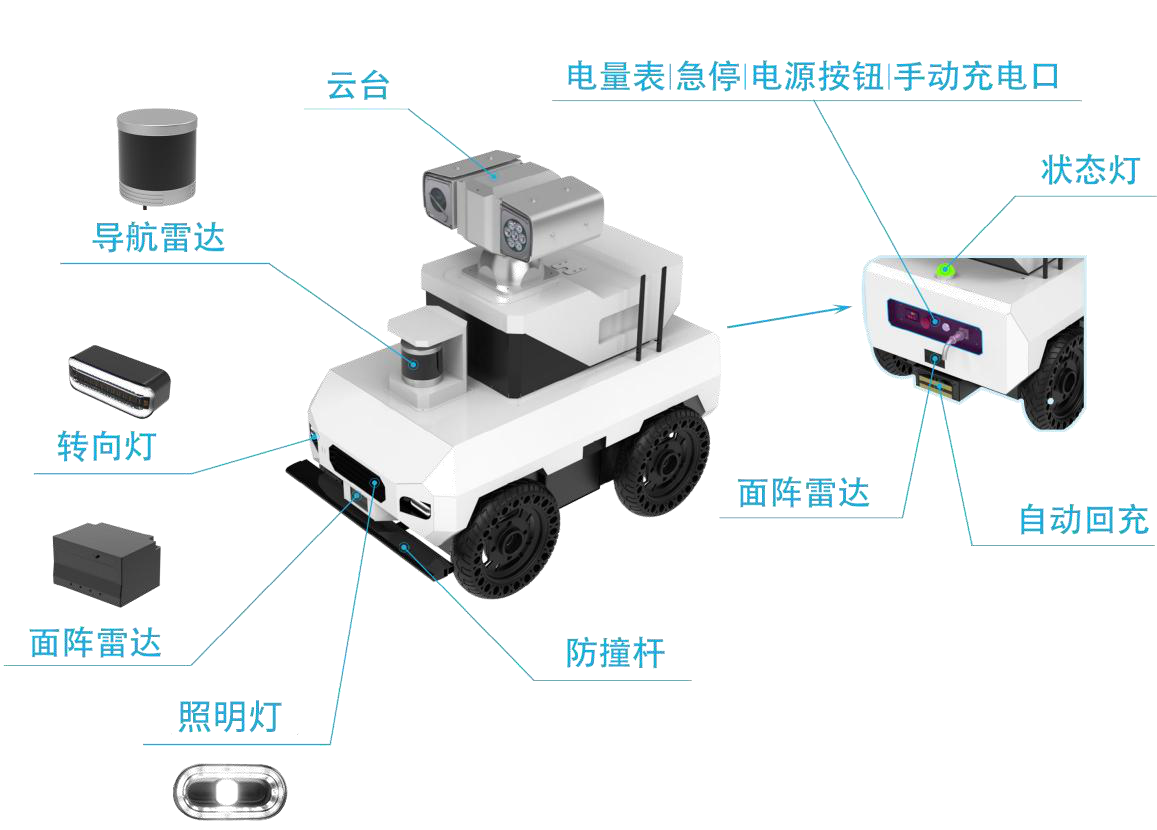 云台
电量表|急停|电源按钮|手动充电口
状态灯
导航雷达
转向灯
面阵雷达
自动回充
面阵雷达
防撞杆
照明灯